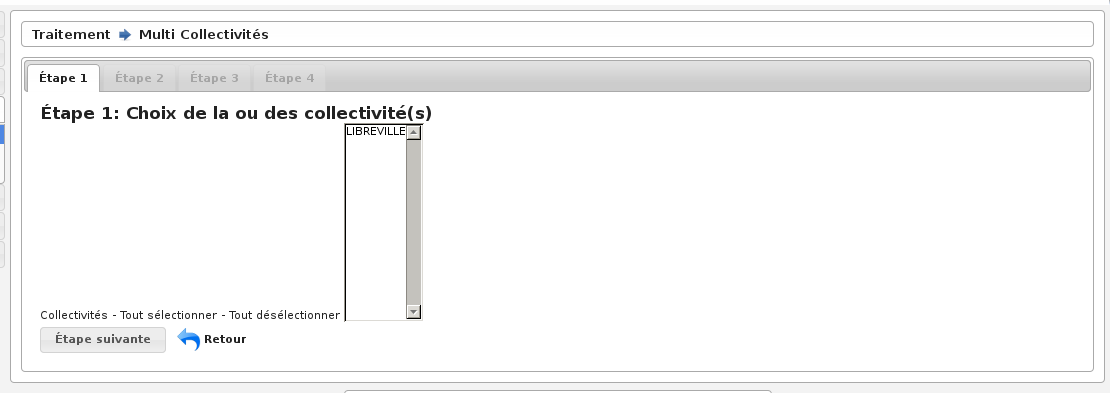 Traitement Multi Collectivités
Étape 1 Étape 2 Étape 3 Étape 4
Étape 1: Choix de la ou des collectivité(s)
LIBREVILLE
Collectivités - Tout sélectionner - Tout désélectionner
Étape suivante Retour